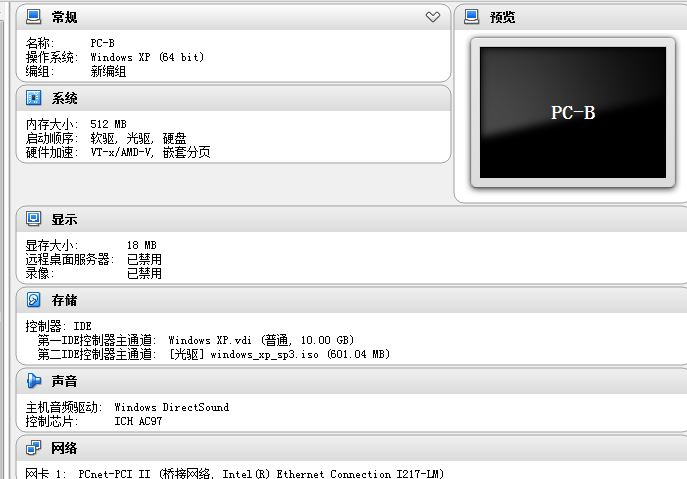 常规
名称: PC-B
操作系统: Windows XP (64 bit)
编组: 新编组
预览
PC-B
系统
内存大小: 512 MB
启动顺序: 软驱, 光驱, 硬盘
硬件加速: VT-x/AMD-V, 嵌套分页
显示
显存大小: 18 MB
远程桌面服务器: 已禁用
录像: 已禁用
存储
控制器: IDE
第一IDE控制器主通道: Windows XP.vdi (普通, 10.00 GB)
第二IDE控制器主通道: [光驱] windows_xp_sp3.iso (601.04 MB)
声音
主机音频驱动: Windows DirectSound
控制芯片: ICH AC97
网络
网卡 1: PCnet-PCI II (桥接网络, Intel(R) Ethernet Connection I217-LM)